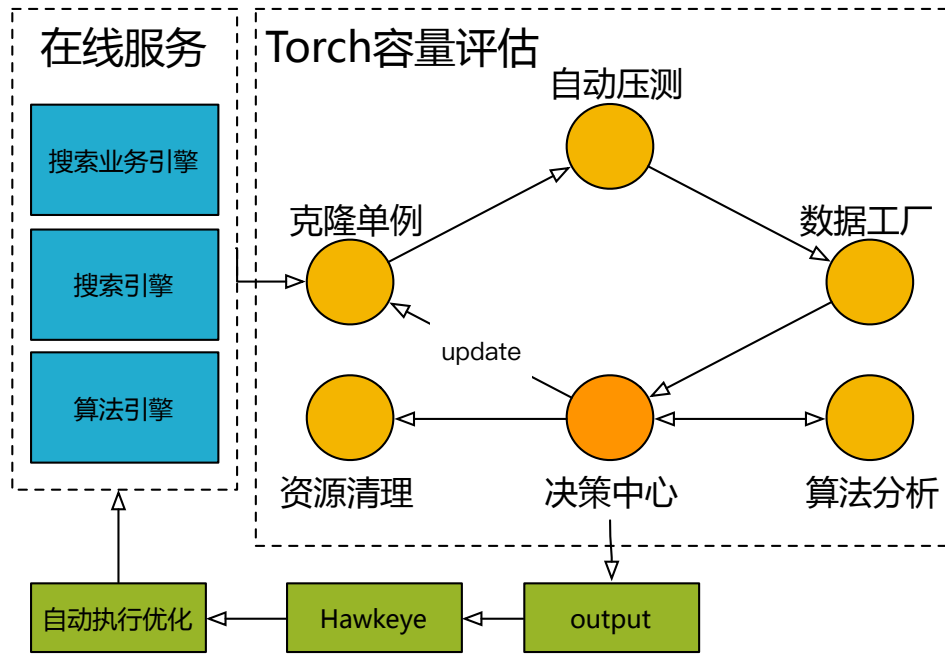 在线服务
搜索业务引擎
搜索引擎
算法引擎
Torch容量评估
自动压测
克隆单例
数据工厂
update
资源清理
决策中心
算法分析
自动执行优化
Hawkeye
output